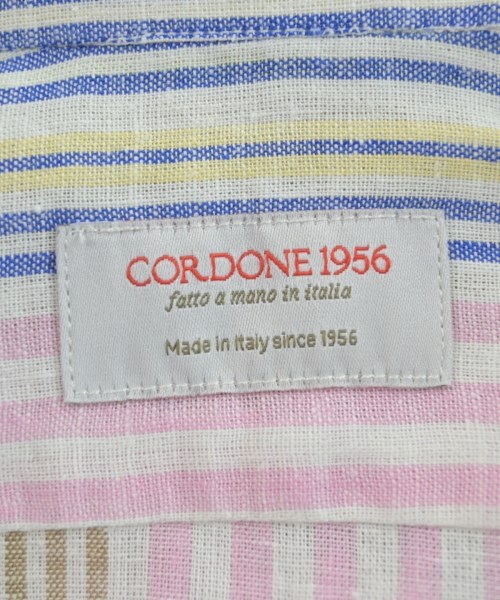 CORDONE 1956
fatto a mano in italia
Made in Italy since 1956